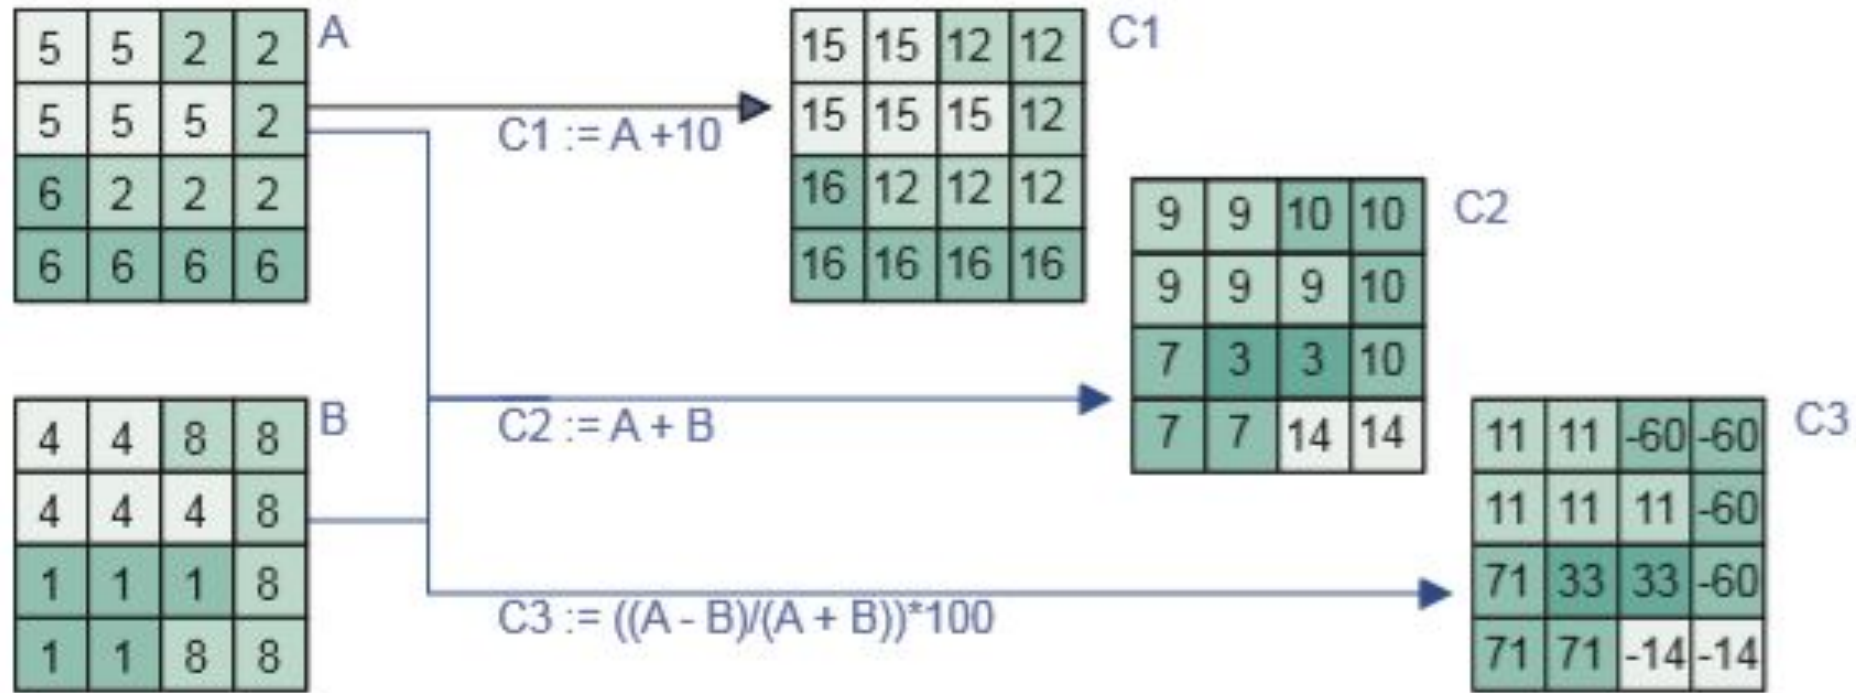 A
5 5 2 2
5 5 5 2
6 2 2 2
6 6 6 6
C1 := A +10
C1
15 15 12 12
15 15 15 12
16 12 12 12
16 16 16 16
B
4 4 8 8
4 4 4 8
1 1 1 8
1 1 8 8
C2 := A + B
C2
9 9 10 10
9 9 9 10
7 3 3 10
7 7 14 14
C3 := ((A - B)/(A + B))*100
C3
11 11 -60 -60
11 11 11 -60
71 33 33 -60
71 71 -14 -14